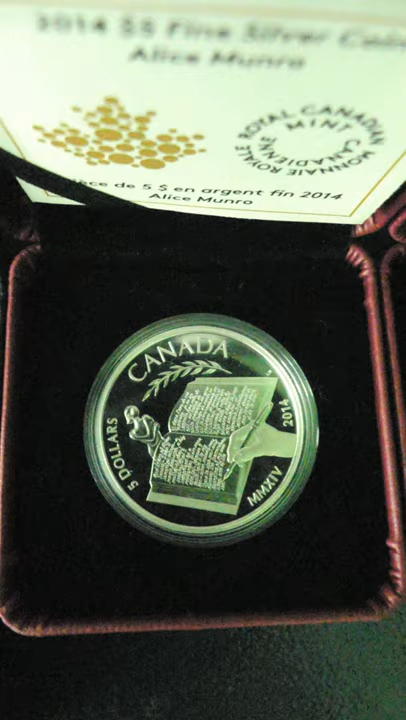 2014 $5 Fine Silver Coin
Alice Munro
ROYAL CANADIAN MINT
MONNAIE ROYALE CANADIENNE
de 5 $ en argent fin 2014
Alice Munro
CANADA
5 DOLLARS
2014
MMXIV